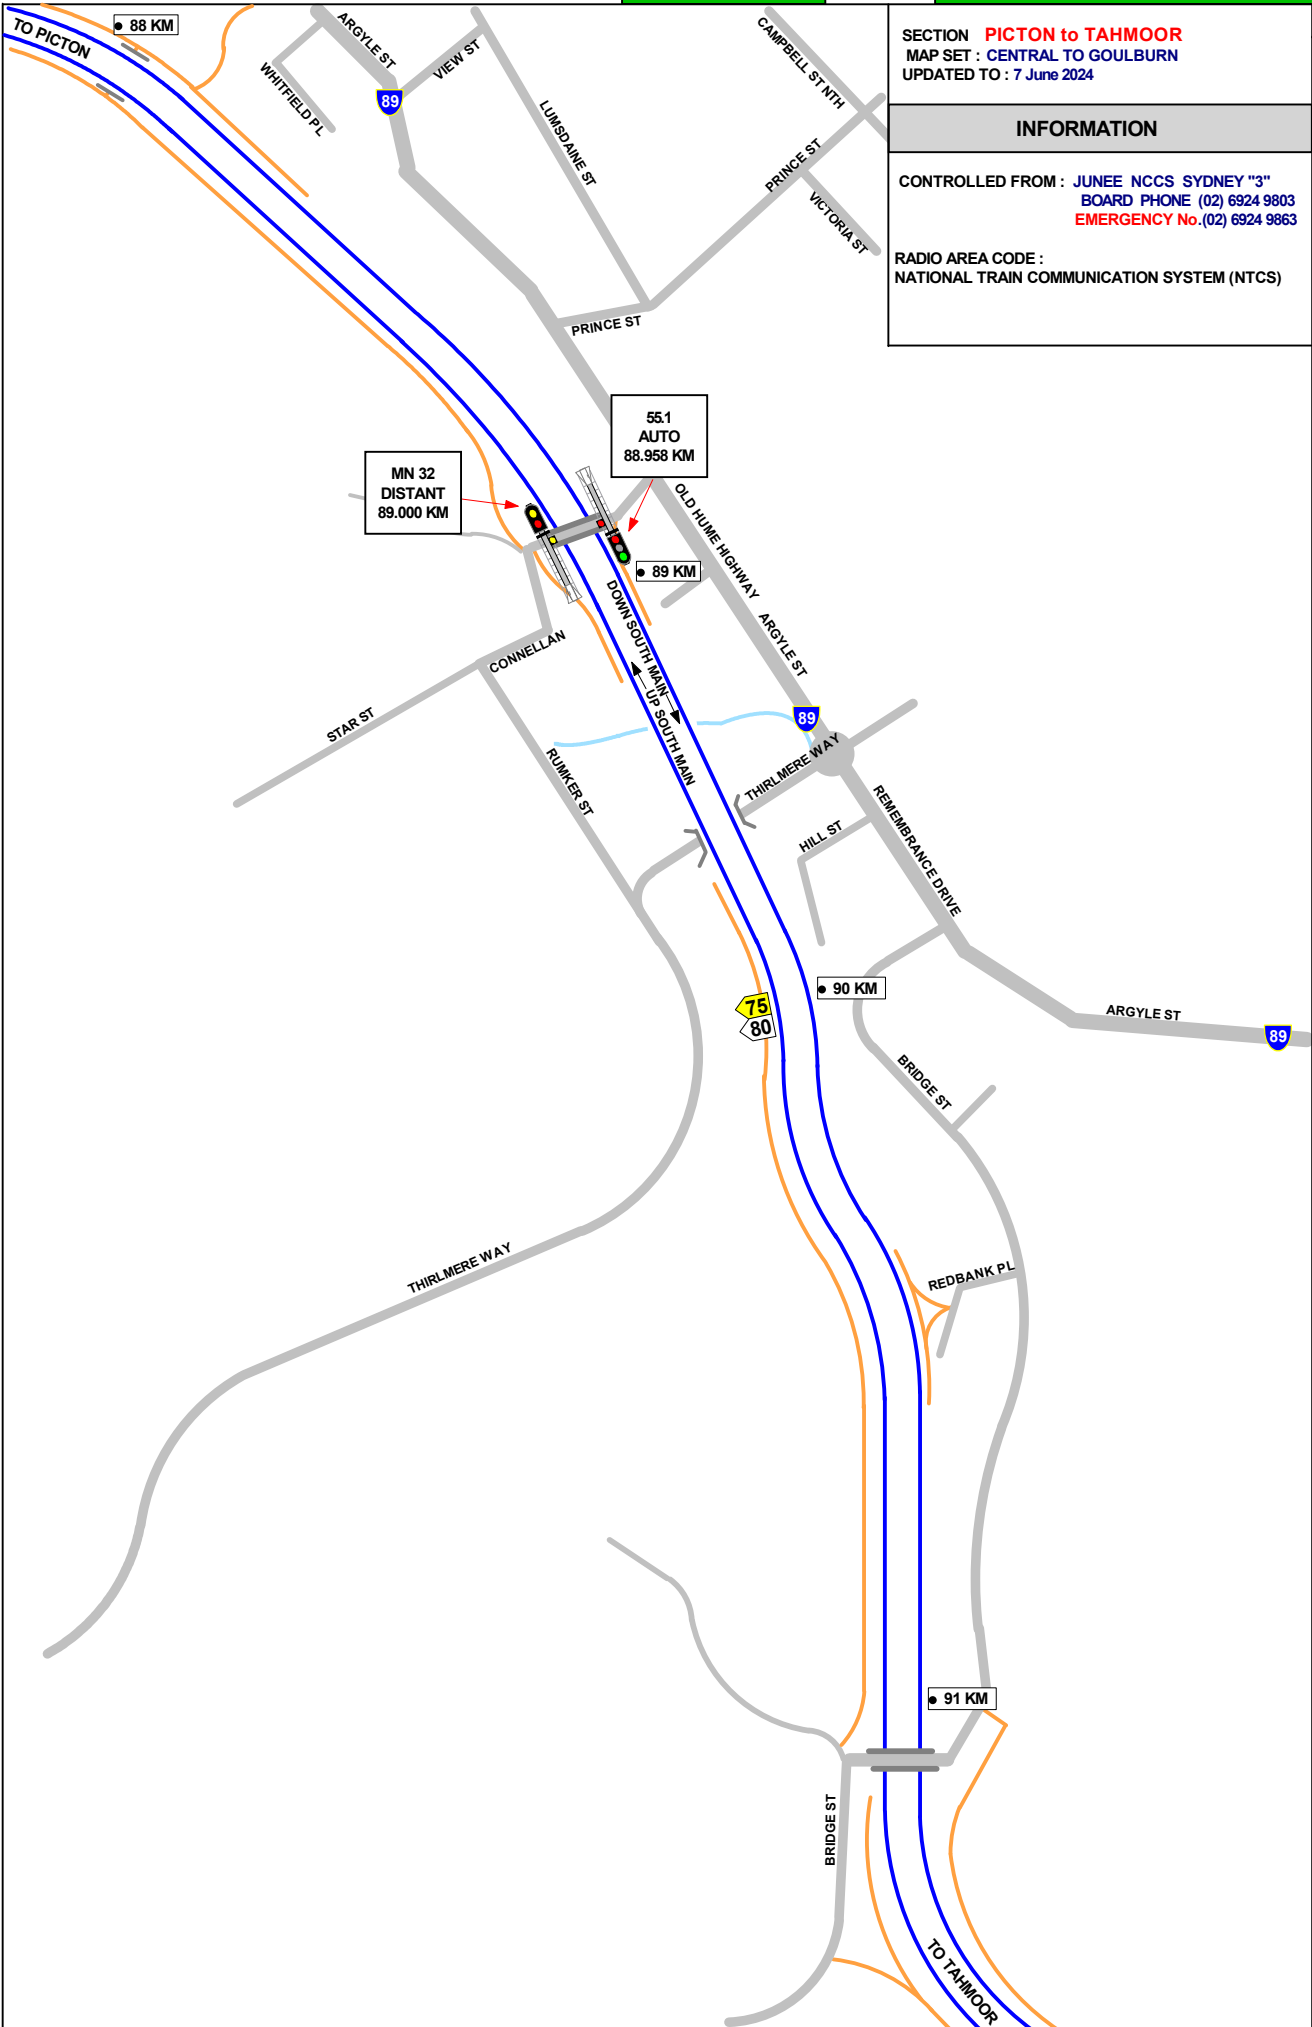 SECTION PICTON to TAHMOOR
MAP SET : CENTRAL TO GOULBURN
UPDATED TO : 7 June 2024
INFORMATION
CONTROLLED FROM : JUNEE NCCS SYDNEY "3"
BOARD PHONE (02) 6924 9803
EMERGENCY No.(02) 6924 9863
RADIO AREA CODE :
NATIONAL TRAIN COMMUNICATION SYSTEM (NTCS)
TO PICTON
88 KM
WHITFIELD PL
ARGYLE ST
89
VIEW ST
LUMSDAINE ST
CAMPBELL ST NTH
PRINCE ST
VICTORIA ST
PRINCE ST
55.1
AUTO
88.958 KM
MN 32
DISTANT
89.000 KM
89 KM
OLD HUME HIGHWAY
ARGYLE ST
DOWN SOUTH MAIN
UP SOUTH MAIN
CONNELLAN
STAR ST
RUMKER ST
89
THIRLMERE WAY
HILL ST
REMEMBRANCE DRIVE
90 KM
75
80
ARGYLE ST
89
BRIDGE ST
THIRLMERE WAY
REDBANK PL
91 KM
BRIDGE ST
TO TAHMOOR